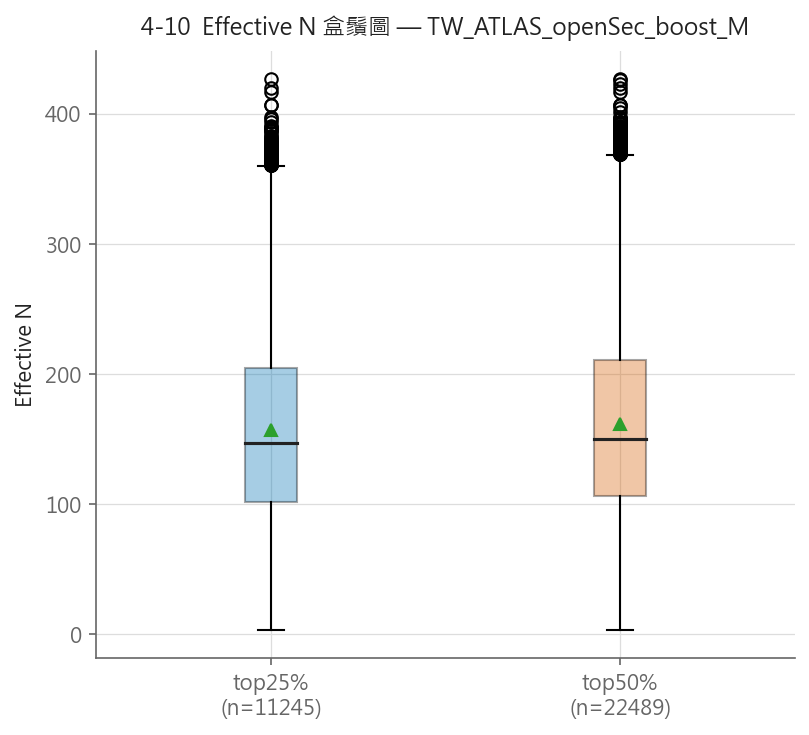 4-10 Effective N 盒鬚圖 — TW_ATLAS_openSec_boost_M
Effective N
400
300
200
100
0
top25%
(n=11245)
top50%
(n=22489)